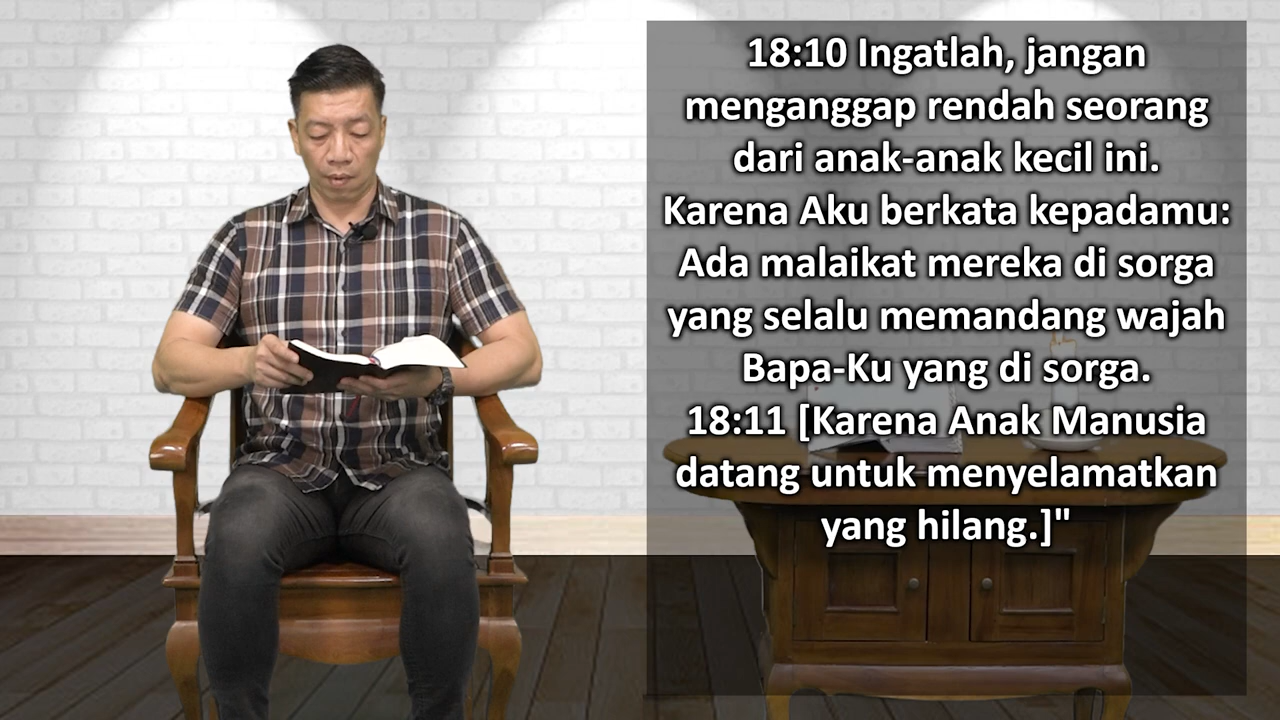 18:10 Ingatlah, jangan
menganggap rendah seorang
dari anak-anak kecil ini.
Karena Aku berkata kepadamu:
Ada malaikat mereka di sorga
yang selalu memandang wajah
Bapa-Ku yang di sorga.
18:11 [Karena Anak Manusia
datang untuk menyelamatkan
yang hilang.]"